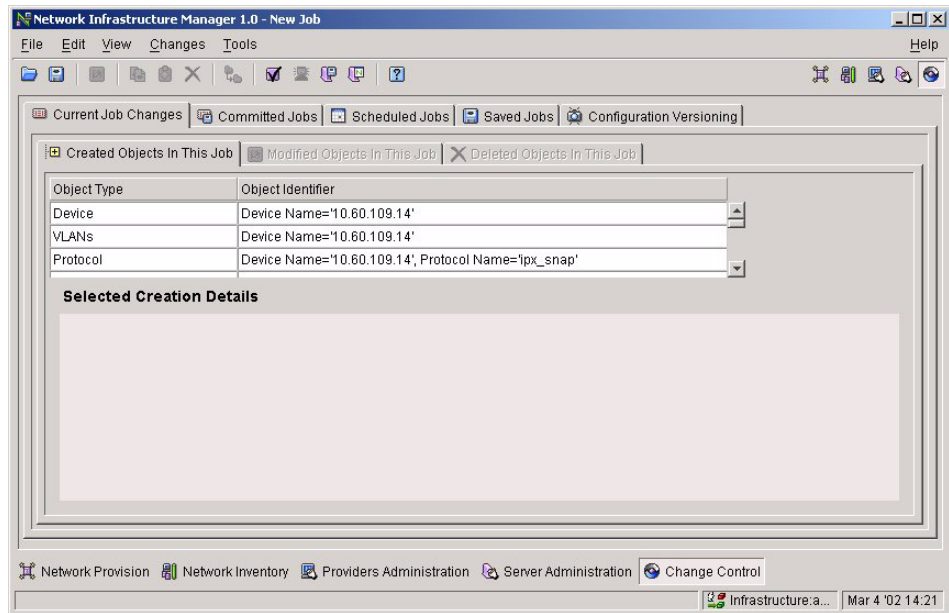 Network Infrastructure Manager 1.0 - New Job
File Edit View Changes Tools Help
Current Job Changes Committed Jobs Scheduled Jobs Saved Jobs Configuration Versioning
Created Objects In This Job Modified Objects In This Job Deleted Objects In This Job
Object Type Object Identifier
Device Device Name='10.60.109.14'
VLANs Device Name='10.60.109.14'
Protocol Device Name='10.60.109.14', Protocol Name='ipx_snap'
Selected Creation Details
Network Provision Network Inventory Providers Administration Server Administration Change Control
Infrastructure:a... Mar 4 '02 14:21